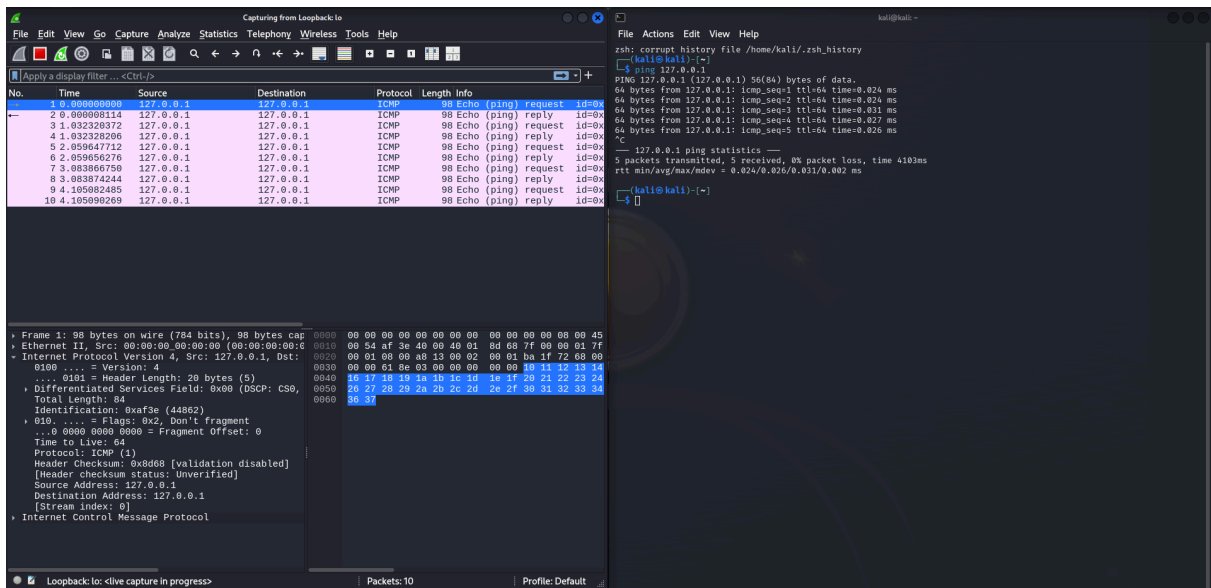 Capturing from Loopback: lo
File Edit View Go Capture Analyze Statistics Telephony Wireless Tools Help
Apply a display filter ... <Ctrl-/>
No. Time Source Destination Protocol Length Info
1 0.000000000 127.0.0.1 127.0.0.1 ICMP 98 Echo (ping) request id=0x
2 0.000008114 127.0.0.1 127.0.0.1 ICMP 98 Echo (ping) reply id=0x
3 1.032320372 127.0.0.1 127.0.0.1 ICMP 98 Echo (ping) request id=0x
4 1.032328206 127.0.0.1 127.0.0.1 ICMP 98 Echo (ping) reply id=0x
5 2.059647712 127.0.0.1 127.0.0.1 ICMP 98 Echo (ping) request id=0x
6 2.059656276 127.0.0.1 127.0.0.1 ICMP 98 Echo (ping) reply id=0x
7 3.083866750 127.0.0.1 127.0.0.1 ICMP 98 Echo (ping) request id=0x
8 3.083874244 127.0.0.1 127.0.0.1 ICMP 98 Echo (ping) reply id=0x
9 4.105082485 127.0.0.1 127.0.0.1 ICMP 98 Echo (ping) request id=0x
10 4.105090269 127.0.0.1 127.0.0.1 ICMP 98 Echo (ping) reply id=0x
Frame 1: 98 bytes on wire (784 bits), 98 bytes cap
Ethernet II, Src: 00:00:00_00:00:00 (00:00:00:00:0
Internet Protocol Version 4, Src: 127.0.0.1, Dst:
0100 .... = Version: 4
.... 0101 = Header Length: 20 bytes (5)
Differentiated Services Field: 0x00 (DSCP: CS0,
Total Length: 84
Identification: 0xaf3e (44862)
010. .... = Flags: 0x2, Don't fragment
...0 0000 0000 0000 = Fragment Offset: 0
Time to Live: 64
Protocol: ICMP (1)
Header Checksum: 0x8d68 [validation disabled]
[Header checksum status: Unverified]
Source Address: 127.0.0.1
Destination Address: 127.0.0.1
[Stream index: 0]
Internet Control Message Protocol
0000 00 00 00 00 00 00 00 00 00 00 00 00 08 00 45
0010 00 54 af 3e 40 00 40 01 8d 68 7f 00 00 01 7f
0020 00 01 08 00 a8 13 00 02 00 01 ba 1f 72 68 00
0030 00 00 61 8e 03 00 00 00 00 00 10 11 12 13 14
0040 16 17 18 19 1a 1b 1c 1d 1e 1f 20 21 22 23 24
0050 26 27 28 29 2a 2b 2c 2d 2e 2f 30 31 32 33 34
0060 36 37
Loopback: lo: <live capture in progress> Packets: 10 Profile: Default
kali@kali: ~
File Actions Edit View Help
zsh: corrupt history file /home/kali/.zsh_history
┌──(kali㉿kali)-[~]
└─$ ping 127.0.0.1
PING 127.0.0.1 (127.0.0.1) 56(84) bytes of data.
64 bytes from 127.0.0.1: icmp_seq=1 ttl=64 time=0.024 ms
64 bytes from 127.0.0.1: icmp_seq=2 ttl=64 time=0.024 ms
64 bytes from 127.0.0.1: icmp_seq=3 ttl=64 time=0.031 ms
64 bytes from 127.0.0.1: icmp_seq=4 ttl=64 time=0.027 ms
64 bytes from 127.0.0.1: icmp_seq=5 ttl=64 time=0.026 ms
^C
— 127.0.0.1 ping statistics —
5 packets transmitted, 5 received, 0% packet loss, time 4103ms
rtt min/avg/max/mdev = 0.024/0.026/0.031/0.002 ms
┌──(kali㉿kali)-[~]
└─$